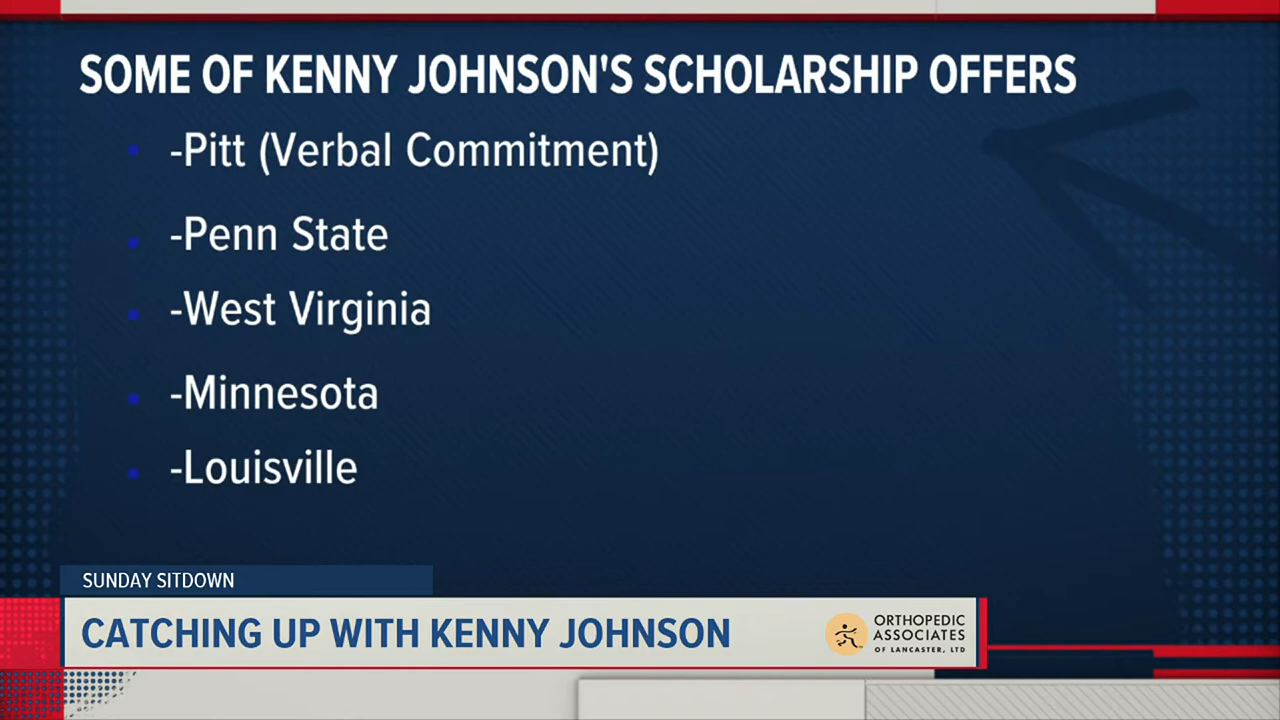 SOME OF KENNY JOHNSON'S SCHOLARSHIP OFFERS
-Pitt (Verbal Commitment)
-Penn State
-West Virginia
-Minnesota
-Louisville
SUNDAY SITDOWN
CATCHING UP WITH KENNY JOHNSON
ORTHOPEDIC
ASSOCIATES
OF LANCASTER, LTD